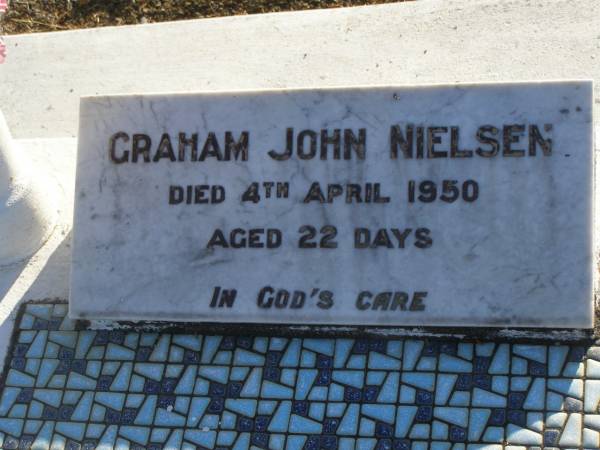 GRAHAM JOHN NIELSEN
DIED 4TH APRIL 1950
AGED 22 DAYS
IN GOD'S CARE